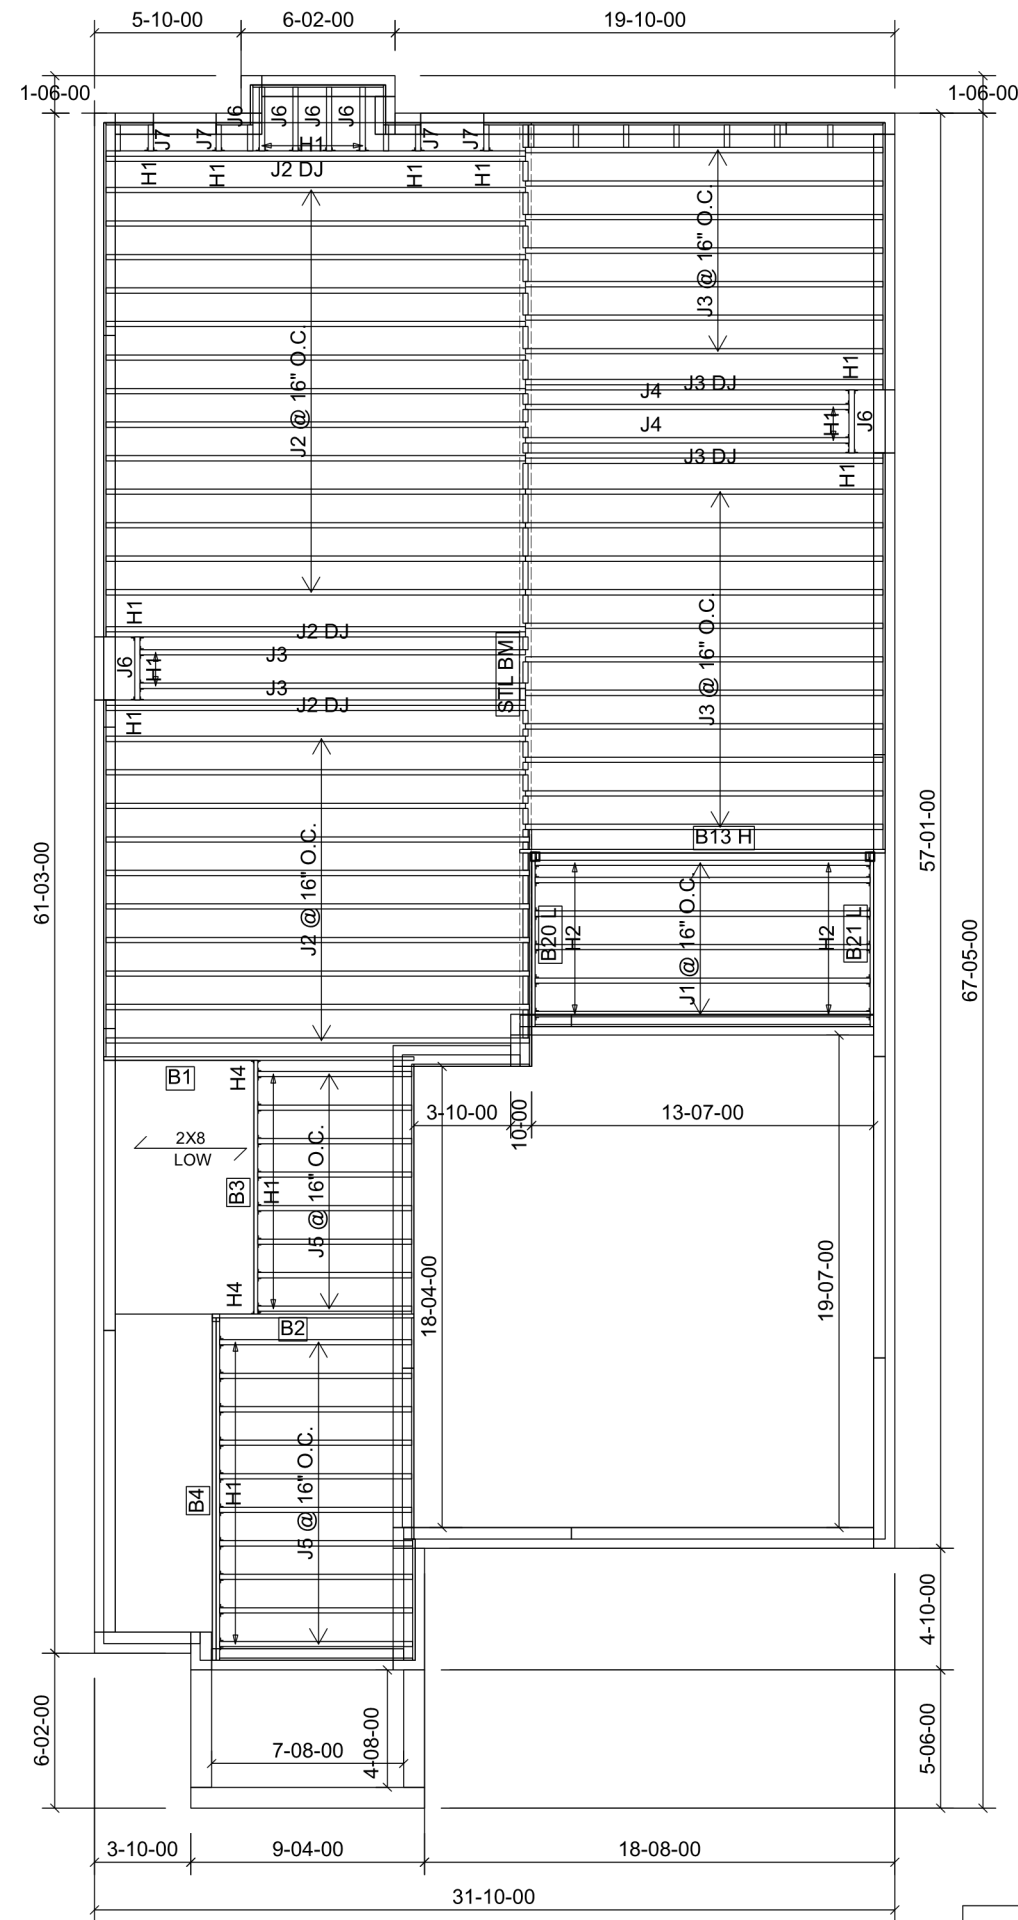 5-10-00
6-02-00
19-10-00
1-06-00
1-06-00
J7
J7
J6
J6
J6
J6
J7
J7
H1
H1
H1
H1
H1
J2 DJ
J2 @ 16" O.C.
J3 @ 16" O.C.
J3 DJ
J4
J4
J3 DJ
H1
H1
J6
H1
H1
J6
H1
H1
J2 DJ
J3
J3
J2 DJ
STL BM
J3 @ 16" O.C.
J2 @ 16" O.C.
B13 H
B20 L
H2
J1 @ 16" O.C.
H2
B21 L
61-03-00
57-01-00
67-05-00
B1
H4
2X8
LOW
B3
H1
J5 @ 16" O.C.
H4
3-10-00
10-00
13-07-00
18-04-00
19-07-00
B2
B4
H1
J5 @ 16" O.C.
4-10-00
5-06-00
6-02-00
7-08-00
4-08-00
3-10-00
9-04-00
18-08-00
31-10-00